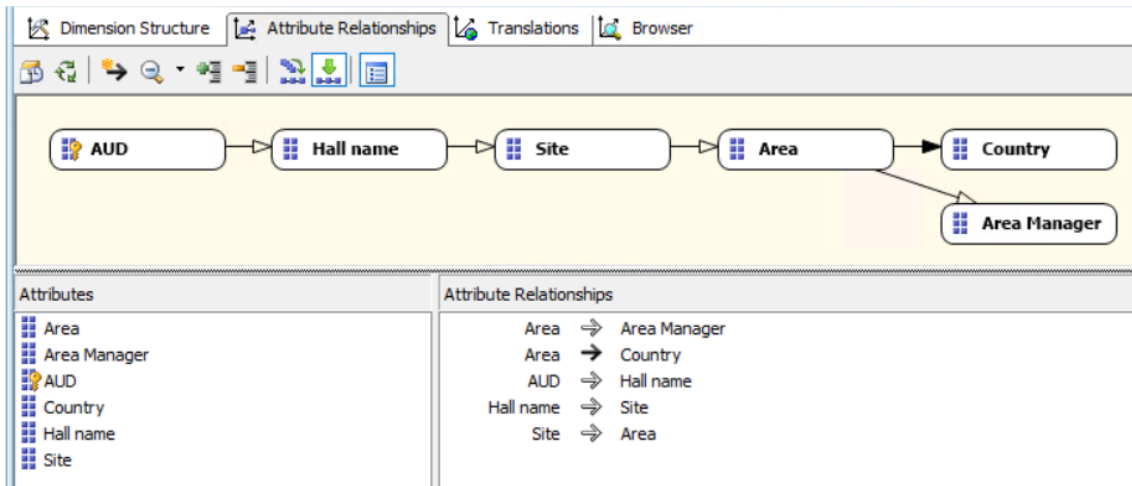 Dimension Structure Attribute Relationships Translations Browser
AUD Hall name Site Area Country
Area Manager
Attributes
Area
Area Manager
AUD
Country
Hall name
Site
Attribute Relationships
Area Area Manager
Area Country
AUD Hall name
Hall name Site
Site Area